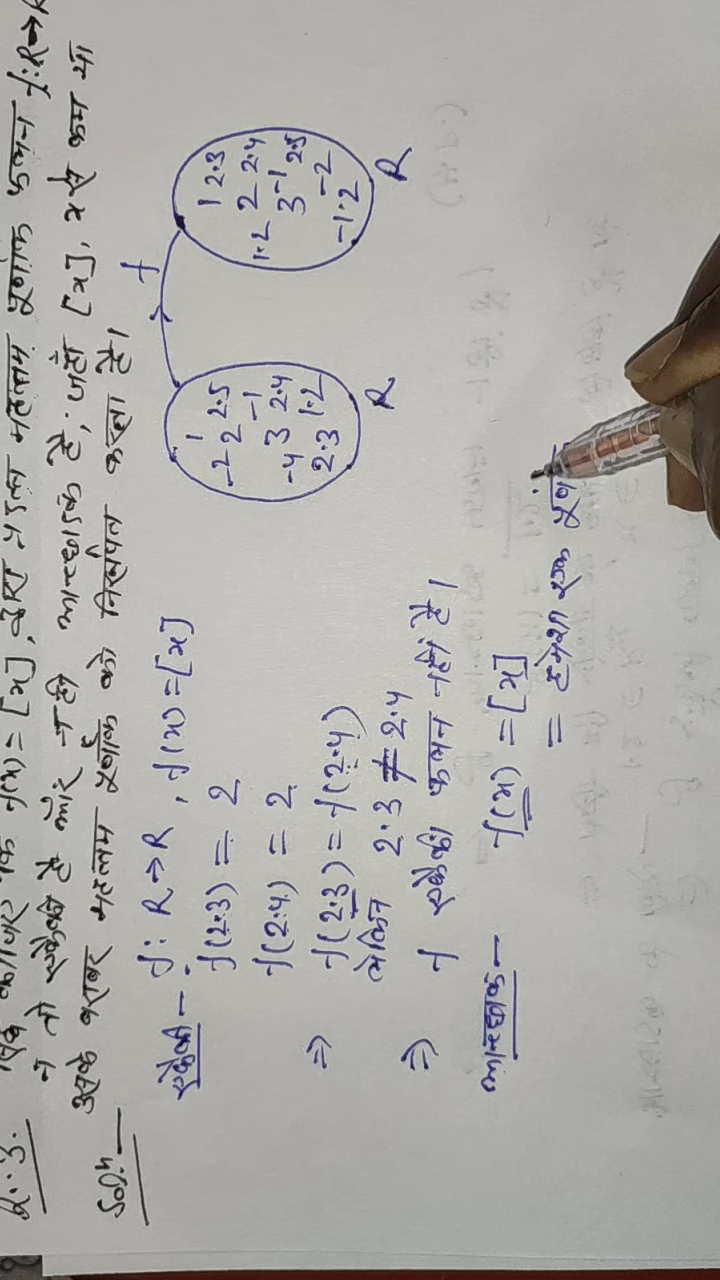 Q.:3. सिद्ध कीजिए कि f(x) = [x], द्वारा प्रदत्त महत्तम पूर्णांक फलन f: R→
न तो एकैकी है और न ही आच्छादक है, जहाँ [x], x से कम या
उसके बराबर महत्तम पूर्णांक को निरूपित करता है।
Soln:—
एकैकी – f: R→R, f(x)=[x]
f(2.3) = 2
f(2.4) = 2
⇒ f(2.3) = f(2.4)
लेकिन 2.3 ≠ 2.4
⇒ f एकैकी फलन नहीं है।
आच्छादक – f(x) = [x]
= हमेशा एक पूर्णां
f
1
-2 2 2.5
-1
-4 3 2.4
2.3 1.2
R
1 2.3
1.2 2 2.4
3 -1 2.5
-1.2 -2
R